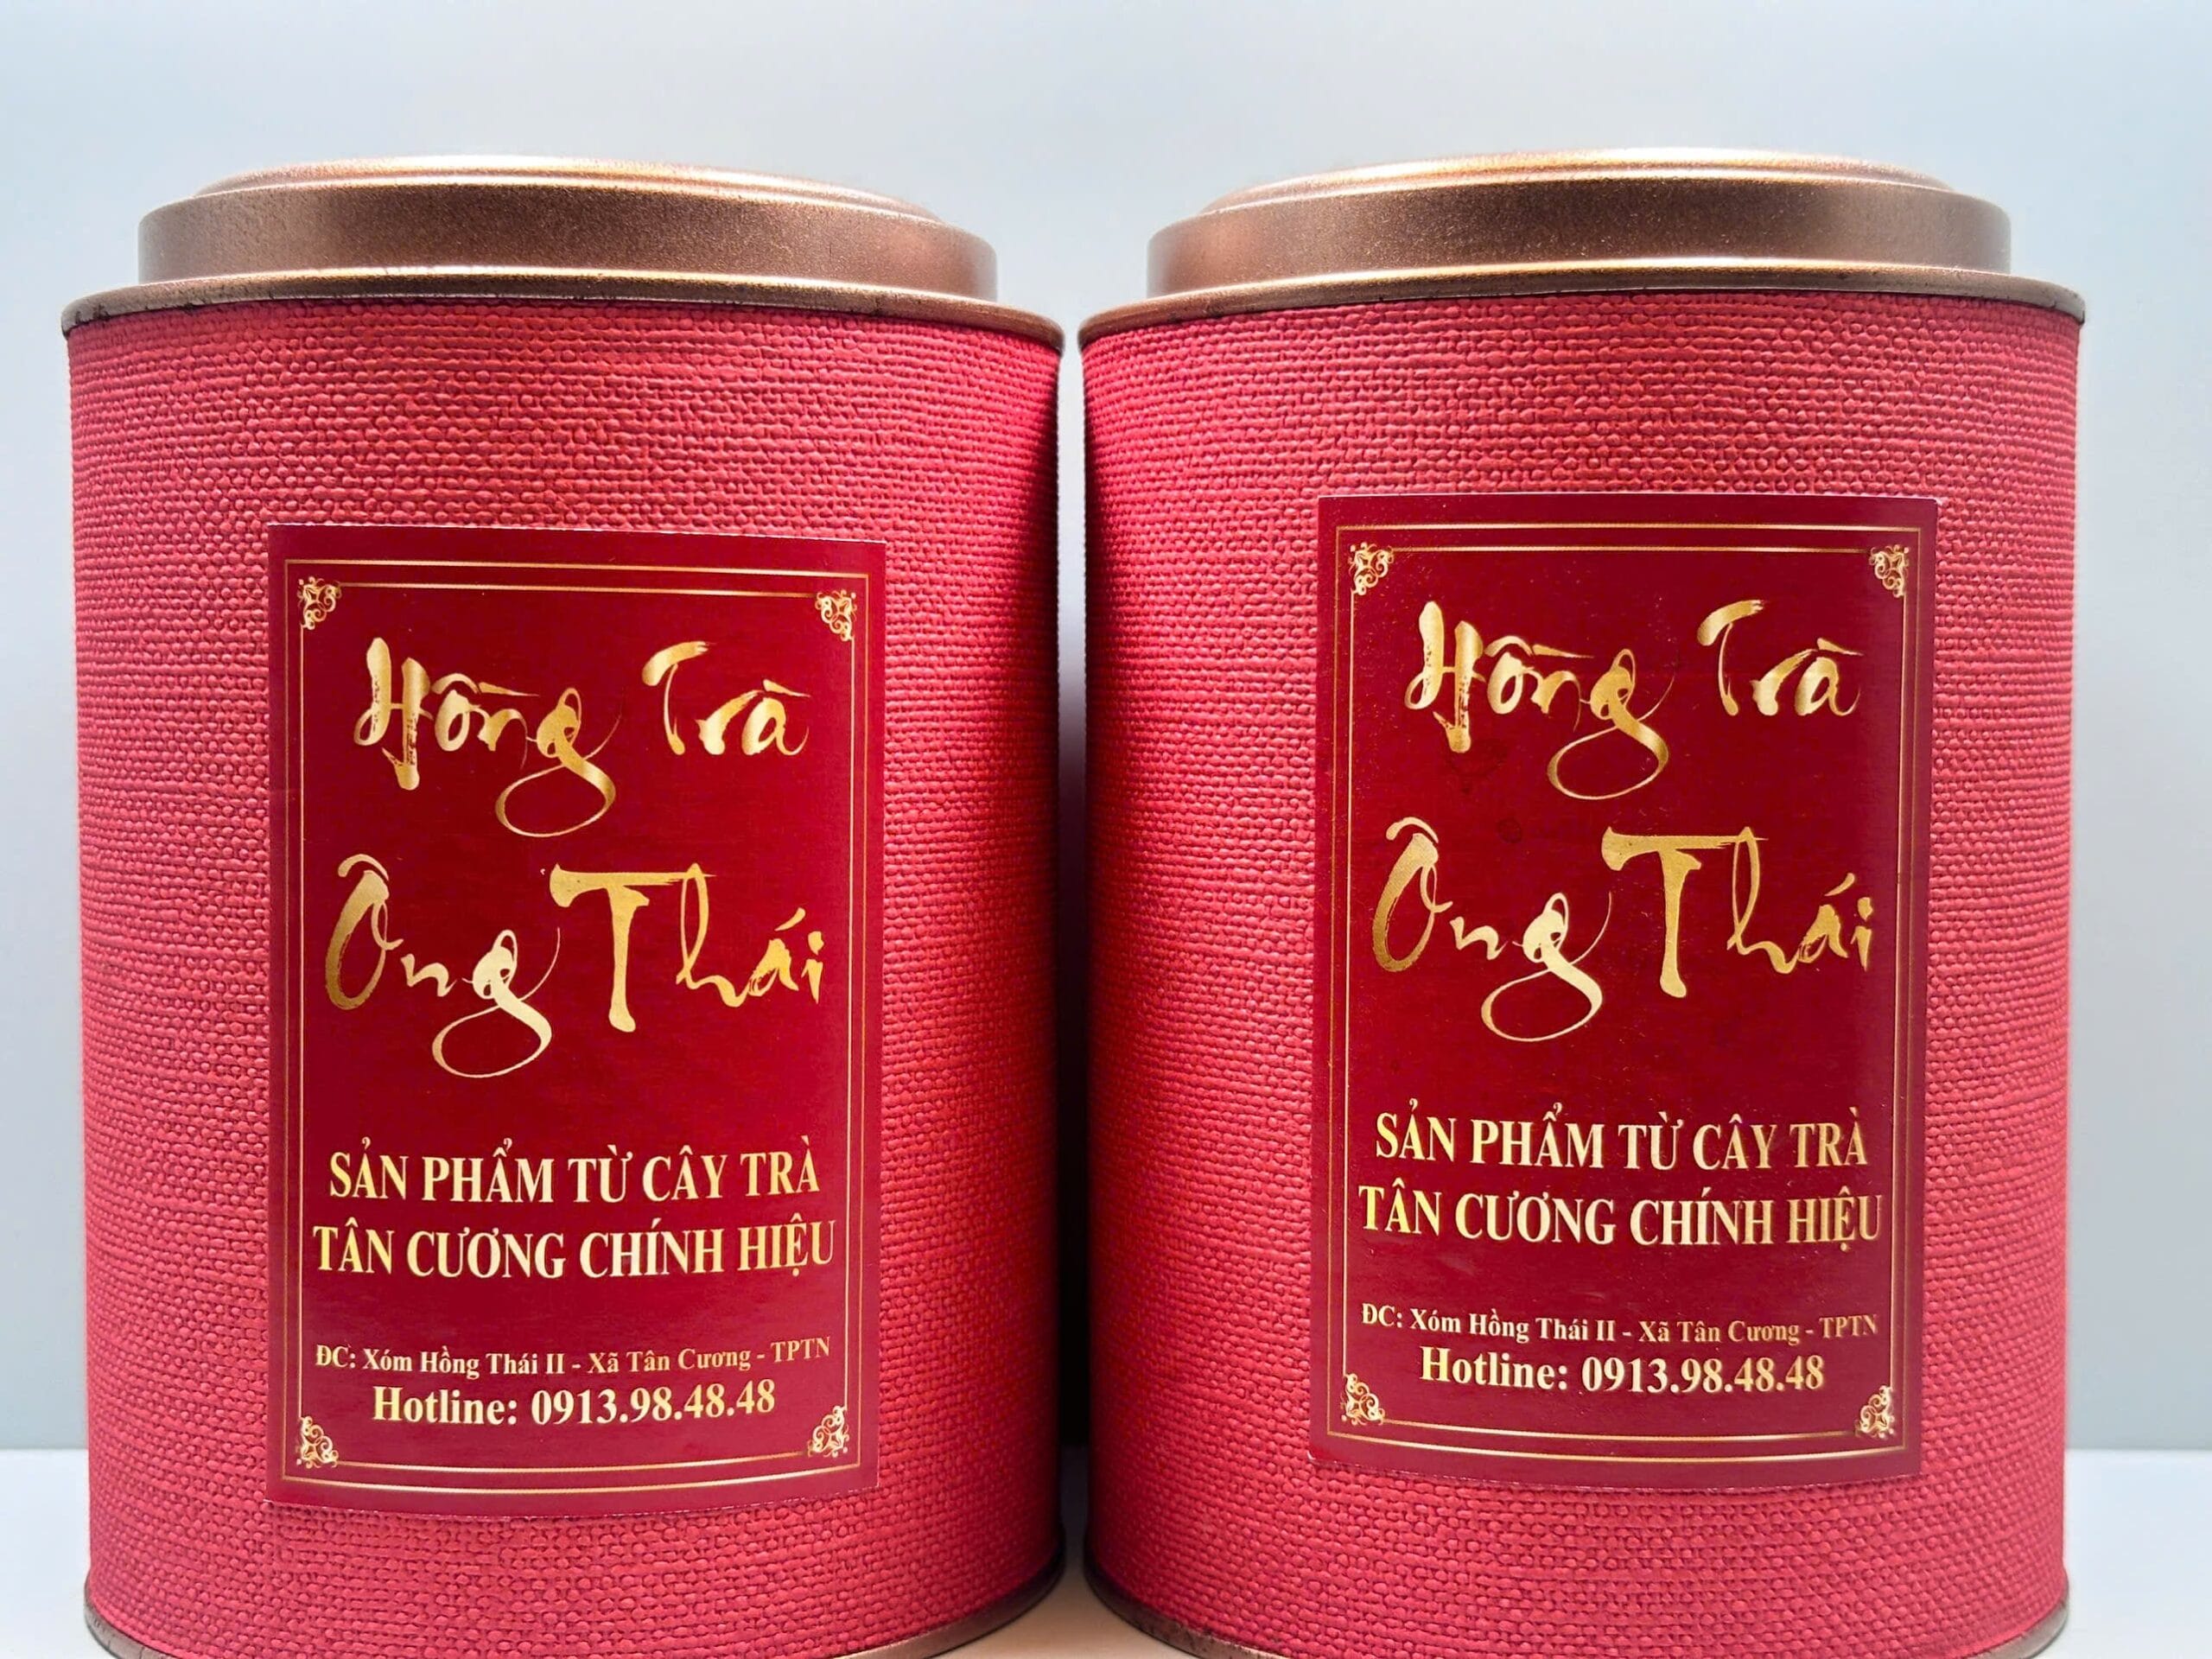 Hồng Trà
Ông Thái
SẢN PHẨM TỪ CÂY TRÀ
TÂN CƯƠNG CHÍNH HIỆU
ĐC: Xóm Hồng Thái II - Xã Tân Cương - TPTN
Hotline: 0913.98.48.48
Hồng Trà
Ông Thái
SẢN PHẨM TỪ CÂY TRÀ
TÂN CƯƠNG CHÍNH HIỆU
ĐC: Xóm Hồng Thái II - Xã Tân Cương - TPTN
Hotline: 0913.98.48.48